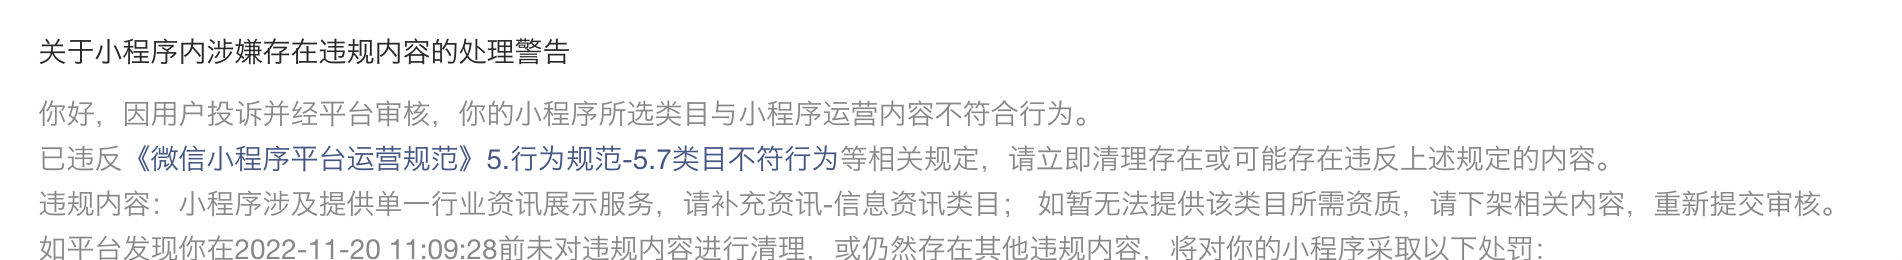 关于小程序内涉嫌存在违规内容的处理警告
你好，因用户投诉并经平台审核，你的小程序所选类目与小程序运营内容不符合行为。
已违反《微信小程序平台运营规范》5.行为规范-5.7类目不符行为等相关规定，请立即清理存在或可能存在违反上述规定的内容。
违规内容：小程序涉及提供单一行业资讯展示服务，请补充资讯-信息资讯类目； 如暂无法提供该类目所需资质，请下架相关内容，重新提交审核。
如平台发现你在2022-11-20 11:09:28前未对违规内容进行清理，或仍然存在其他违规内容，将对你的小程序采取以下处罚：